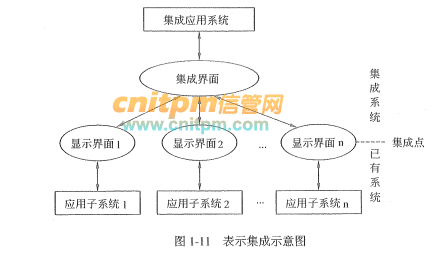 集成应用系统
集成界面
cnitpm信管网
www.cnitpm.com
集成系统
显示界面1
显示界面2
...
显示界面n
集成点
已有系统
应用子系统1
应用子系统2
...
应用子系统n
图 1-11 表示集成示意图